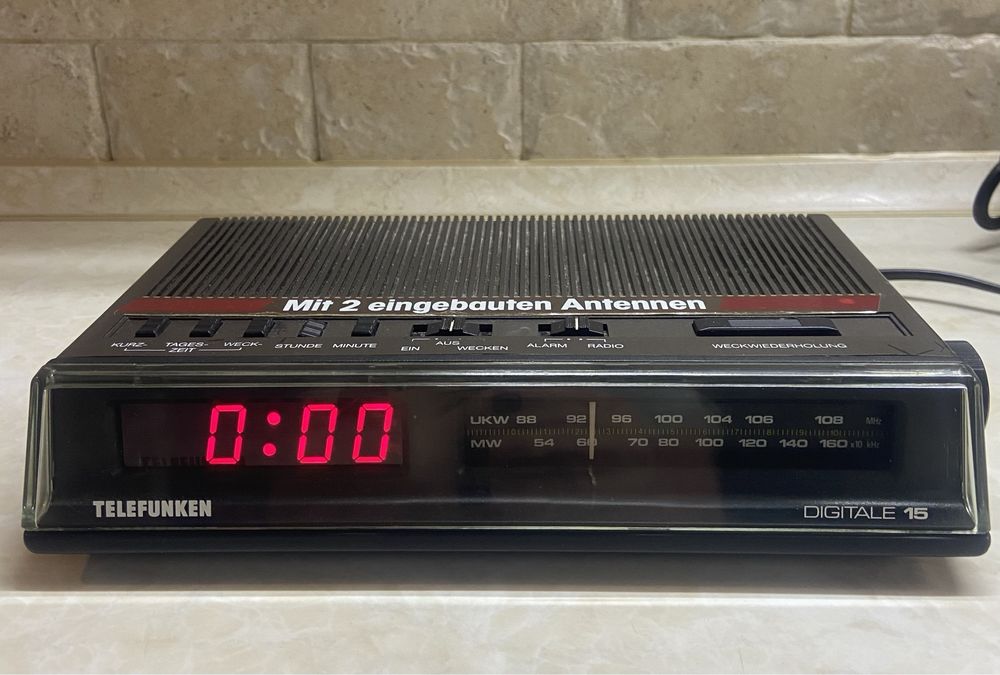 Mit 2 eingebauten Antennen
KURZ- TAGES- WECK- STUNDE MINUTE EIN AUS WECKEN ALARM RADIO WECKWIEDERHOLUNG
ZEIT
0:00
UKW 88 92 96 100 104 106 108 MHz
MW 54 60 70 80 100 120 140 160 x10 kHz
TELEFUNKEN DIGITALE 15